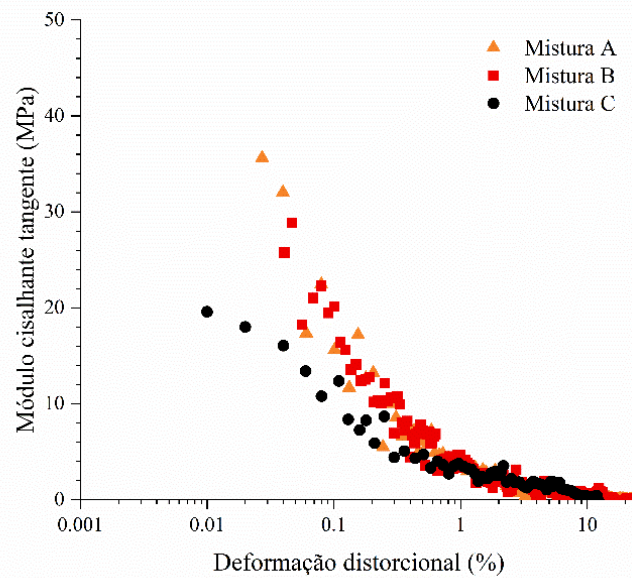 50
40
30
20
10
0
0.001
0.01
0.1
1
10
Módulo cisalhante tangente (MPa)
Deformação distorcional (%)
Mistura A
Mistura B
Mistura C